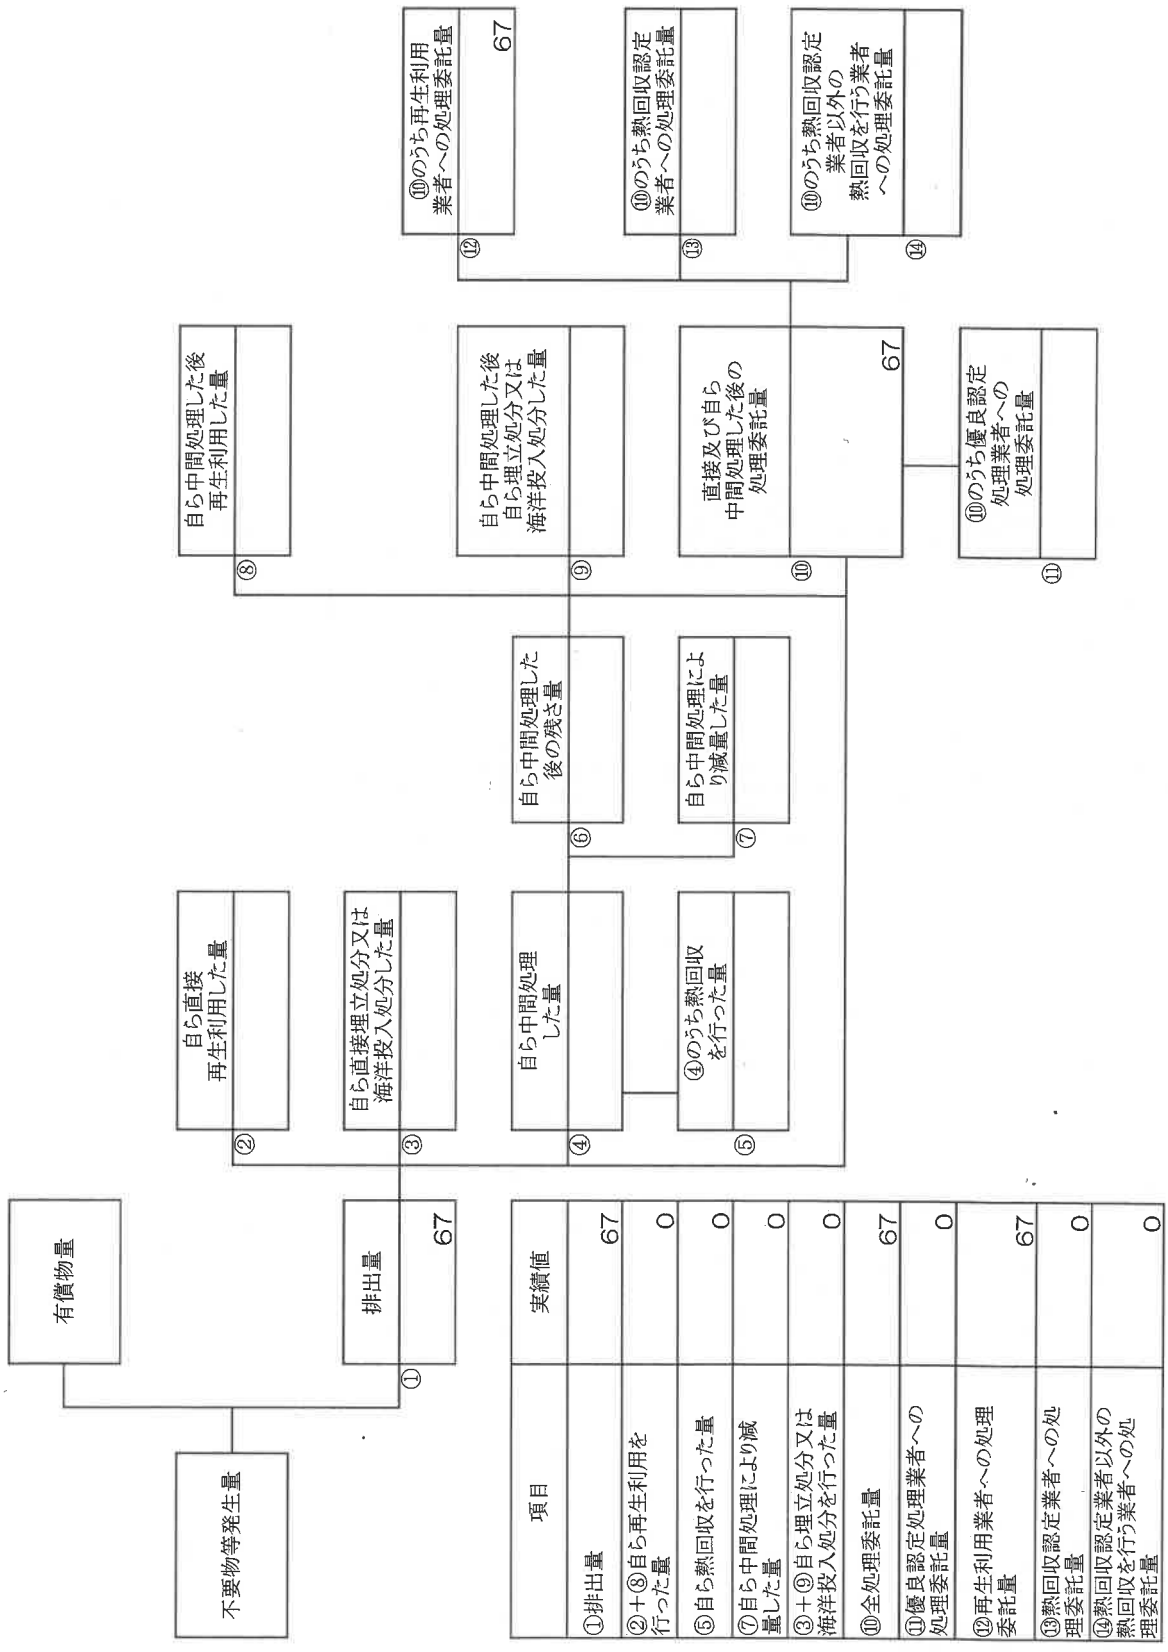 不要物等発生量
有償物量
①
排出量
67
②
自ら直接
再生利用した量
③
自ら直接埋立処分又は
海洋投入処分した量
④
自ら中間処理
した量
⑤
④のうち熱回収
を行った量
⑥
自ら中間処理した
後の残さ量
⑦
自ら中間処理によ
り減量した量
⑧
自ら中間処理した後
再生利用した量
⑨
自ら中間処理した後
自ら埋立処分又は
海洋投入処分した量
⑩
直接及び自ら
中間処理した後の
処理委託量
67
⑪
⑩のうち優良認定
処理業者への
処理委託量
⑫
⑩のうち再生利用
業者への処理委託量
67
⑬
⑩のうち熱回収認定
業者への処理委託量
⑭
⑩のうち熱回収認定
業者以外の
熱回収を行う業者
への処理委託量
項目 実績値
①排出量 67
②+⑧自ら再生利用を
行った量 0
⑤自ら熱回収を行った量 0
⑦自ら中間処理により減
量した量 0
③+⑨自ら埋立処分又は
海洋投入処分を行った量 0
⑩全処理委託量 67
⑪優良認定処理業者への
処理委託量 0
⑫再生利用業者への処理
委託量 67
⑬熱回収認定業者への処
理委託量 0
⑭熱回収認定業者以外の
熱回収を行う業者への処
理委託量 0